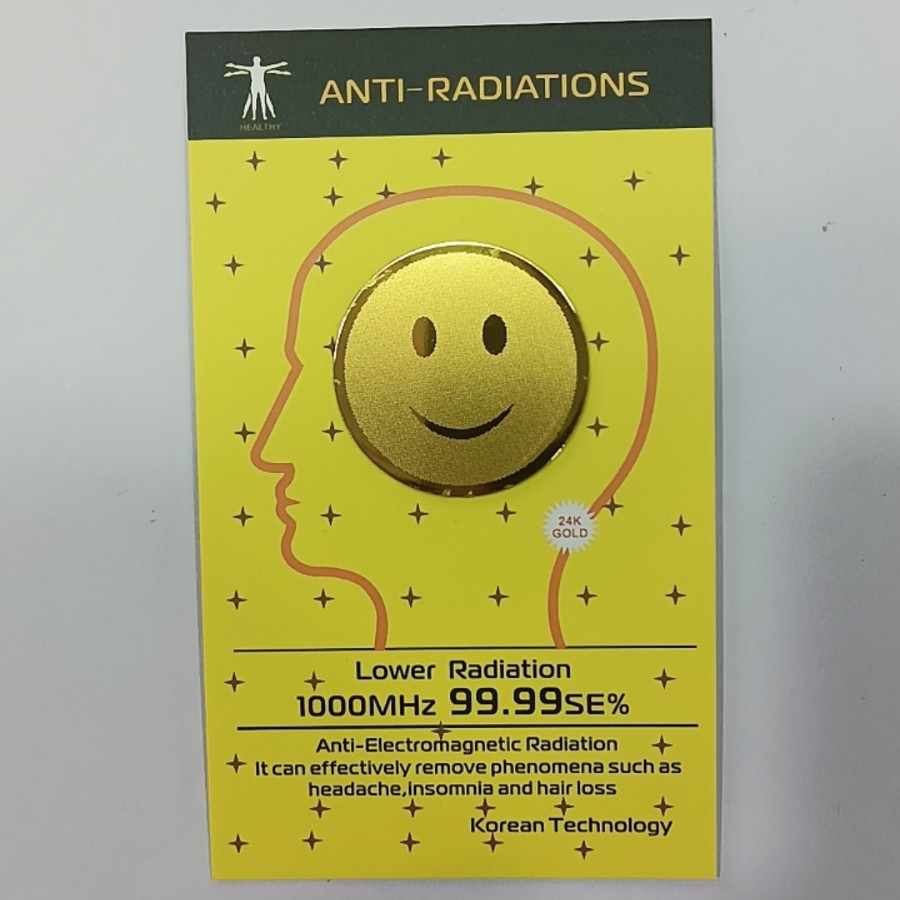 ANTI-RADIATIONS
HEALTHY
24K
GOLD
Lower Radiation
1000MHz 99.99SE%
Anti-Electromagnetic Radiation
It can effectively remove phenomena such as
headache,insomnia and hair loss
Korean Technology